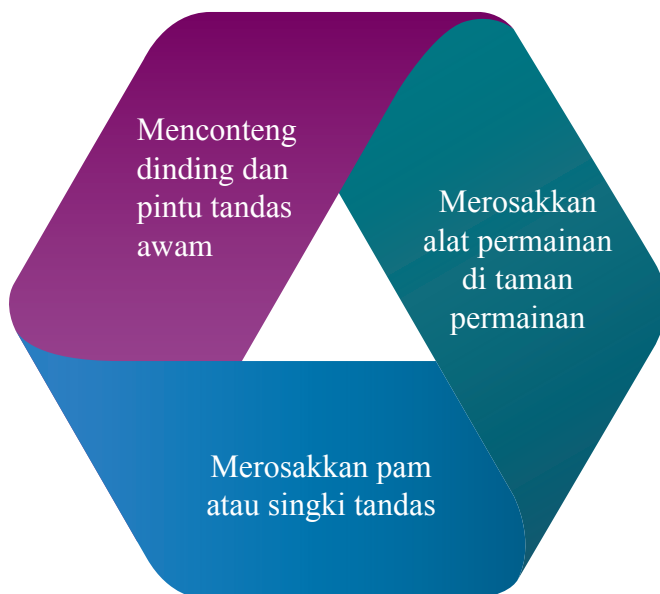 Menconteng
dinding dan
pintu tandas
awam
Merosakkan
alat permainan
di taman
permainan
Merosakkan pam
atau singki tandas